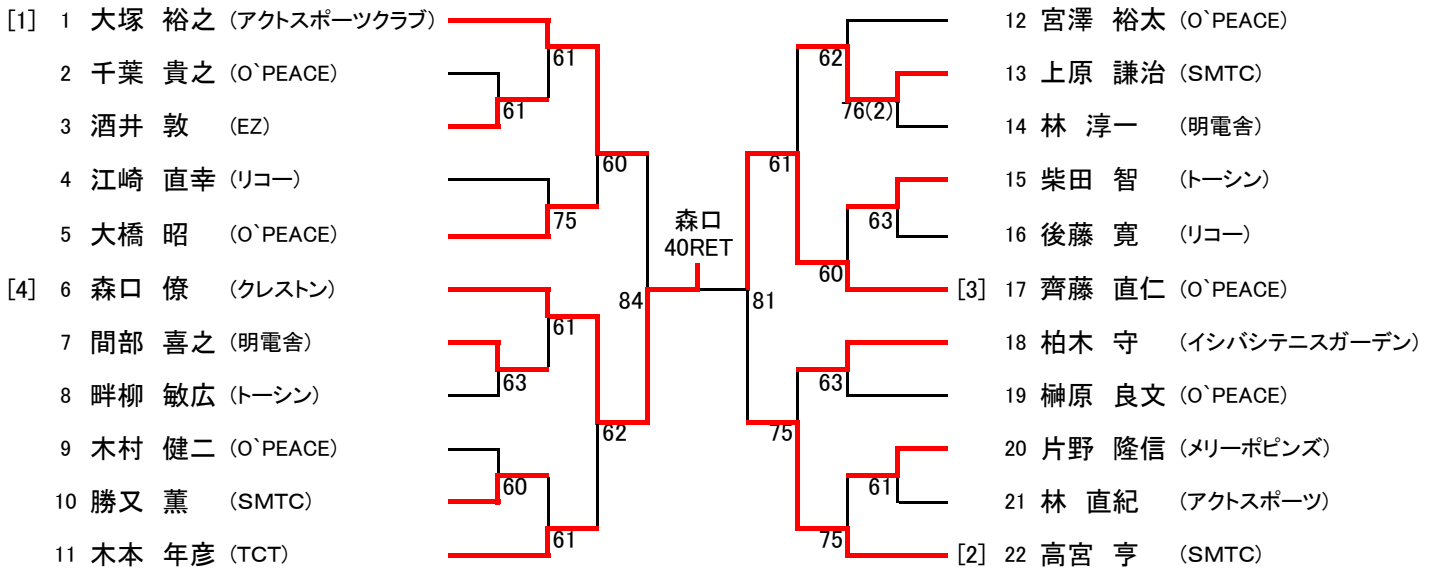 [1] 1 大塚 裕之 (アクトスポーツクラブ)
2 千葉 貴之 (O`PEACE)
3 酒井 敦 (EZ)
4 江崎 直幸 (リコー)
5 大橋 昭 (O`PEACE)
[4] 6 森口 僚 (クレストン)
7 間部 喜之 (明電舎)
8 畔柳 敏広 (トーシン)
9 木村 健二 (O`PEACE)
10 勝又 薫 (SMTC)
11 木本 年彦 (TCT)
61
61
60
75
84
61
63
62
60
61
森口
40RET
62
76(2)
61
63
60
81
63
75
61
75
12 宮澤 裕太 (O`PEACE)
13 上原 謙治 (SMTC)
14 林 淳一 (明電舎)
15 柴田 智 (トーシン)
16 後藤 寛 (リコー)
[3] 17 齊藤 直仁 (O`PEACE)
18 柏木 守 (イシバシテニスガーデン)
19 榊原 良文 (O`PEACE)
20 片野 隆信 (メリーポピンズ)
21 林 直紀 (アクトスポーツ)
[2] 22 高宮 亨 (SMTC)